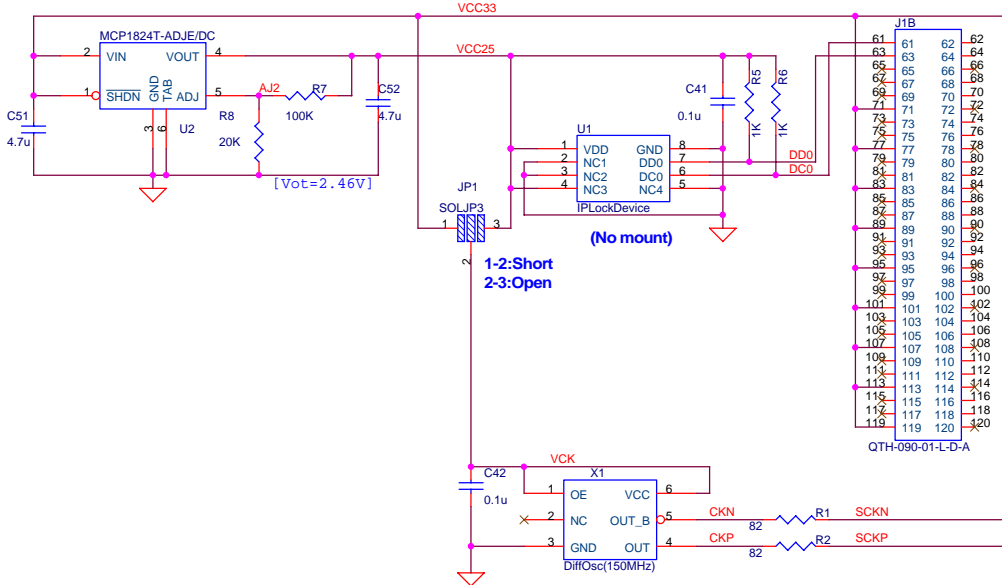 VCC33
MCP1824T-ADJE/DC
2 VIN VOUT 4
VCC25
1 SHDN GND TAB ADJ 5
AJ2 R7
100K
C51
4.7u
3 6
U2
R8
20K
C52
4.7u
[Vot=2.46V]
C41
0.1u
R5
1K
R6
1K
U1
1 VDD GND 8
2 NC1 DD0 7
3 NC2 DC0 6
4 NC3 NC4 5
IPLockDevice
DD0
DC0
(No mount)
JP1
SOLJP3
1 3
2
1-2:Short
2-3:Open
J1B
61 61 62 62
63 63 64 64
65 65 66 66
67 67 68 68
69 69 70 70
71 71 72 72
73 73 74 74
75 75 76 76
77 77 78 78
79 79 80 80
81 81 82 82
83 83 84 84
85 85 86 86
87 87 88 88
89 89 90 90
91 91 92 92
93 93 94 94
95 95 96 96
97 97 98 98
99 99 100 100
101 101 102 102
103 103 104 104
105 105 106 106
107 107 108 108
109 109 110 110
111 111 112 112
113 113 114 114
115 115 116 116
117 117 118 118
119 119 120 120
QTH-090-01-L-D-A
VCK
C42
0.1u
X1
1 OE VCC 6
2 NC OUT_B 5
3 GND OUT 4
DiffOsc(150MHz)
CKN 82 R1 SCKN
CKP 82 R2 SCKP